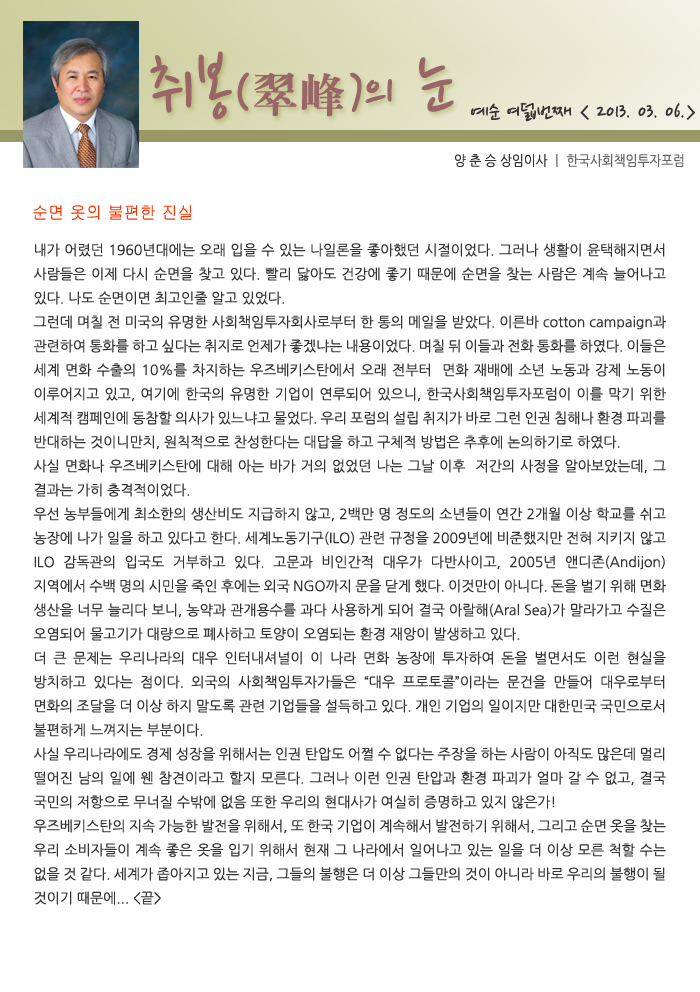 취봉(翠峰)의 눈
예순 여덟번째 < 2013. 03. 06.>
양 춘 승 상임이사 | 한국사회책임투자포럼
순면 옷의 불편한 진실
내가 어렸던 1960년대에는 오래 입을 수 있는 나일론을 좋아했던 시절이었다. 그러나 생활이 윤택해지면서
사람들은 이제 다시 순면을 찾고 있다. 빨리 닳아도 건강에 좋기 때문에 순면을 찾는 사람은 계속 늘어나고
있다. 나도 순면이면 최고인줄 알고 있었다.
그런데 며칠 전 미국의 유명한 사회책임투자회사로부터 한 통의 메일을 받았다. 이른바 cotton campaign과
관련하여 통화를 하고 싶다는 취지로 언제가 좋겠냐는 내용이었다. 며칠 뒤 이들과 전화 통화를 하였다. 이들은
세계 면화 수출의 10%를 차지하는 우즈베키스탄에서 오래 전부터 면화 재배에 소년 노동과 강제 노동이
이루어지고 있고, 여기에 한국의 유명한 기업이 연루되어 있으니, 한국사회책임투자포럼이 이를 막기 위한
세계적 캠페인에 동참할 의사가 있느냐고 물었다. 우리 포럼의 설립 취지가 바로 그런 인권 침해나 환경 파괴를
반대하는 것이니만치, 원칙적으로 찬성한다는 대답을 하고 구체적 방법은 추후에 논의하기로 하였다.
사실 면화나 우즈베키스탄에 대해 아는 바가 거의 없었던 나는 그날 이후 저간의 사정을 알아보았는데, 그
결과는 가히 충격적이었다.
우선 농부들에게 최소한의 생산비도 지급하지 않고, 2백만 명 정도의 소년들이 연간 2개월 이상 학교를 쉬고
농장에 나가 일을 하고 있다고 한다. 세계노동기구(ILO) 관련 규정을 2009년에 비준했지만 전혀 지키지 않고
ILO 감독관의 입국도 거부하고 있다. 고문과 비인간적 대우가 다반사이고, 2005년 앤디존(Andijon)
지역에서 수백 명의 시민을 죽인 후에는 외국 NGO까지 문을 닫게 했다. 이것만이 아니다. 돈을 벌기 위해 면화
생산을 너무 늘리다 보니, 농약과 관개용수를 과다 사용하게 되어 결국 아랄해(Aral Sea)가 말라가고 수질은
오염되어 물고기가 대량으로 폐사하고 토양이 오염되는 환경 재앙이 발생하고 있다.
더 큰 문제는 우리나라의 대우 인터내셔널이 이 나라 면화 농장에 투자하여 돈을 벌면서도 이런 현실을
방치하고 있다는 점이다. 외국의 사회책임투자가들은 “대우 프로토콜”이라는 문건을 만들어 대우로부터
면화의 조달을 더 이상 하지 말도록 관련 기업들을 설득하고 있다. 개인 기업의 일이지만 대한민국 국민으로서
불편하게 느껴지는 부분이다.
사실 우리나라에도 경제 성장을 위해서는 인권 탄압도 어쩔 수 없다는 주장을 하는 사람이 아직도 많은데 멀리
떨어진 남의 일에 웬 참견이라고 할지 모른다. 그러나 이런 인권 탄압과 환경 파괴가 얼마 갈 수 없고, 결국
국민의 저항으로 무너질 수밖에 없음 또한 우리의 현대사가 여실히 증명하고 있지 않은가!
우즈베키스탄의 지속 가능한 발전을 위해서, 또 한국 기업이 계속해서 발전하기 위해서, 그리고 순면 옷을 찾는
우리 소비자들이 계속 좋은 옷을 입기 위해서 현재 그 나라에서 일어나고 있는 일을 더 이상 모른 척할 수는
없을 것 같다. 세계가 좁아지고 있는 지금, 그들의 불행은 더 이상 그들만의 것이 아니라 바로 우리의 불행이 될
것이기 때문에... <끝>